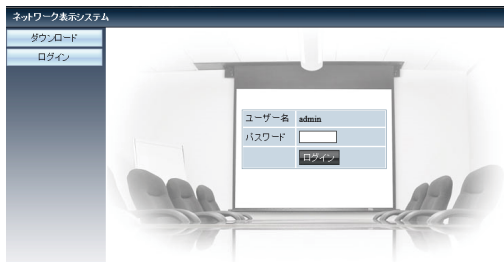 ネットワーク表示システム
ダウンロード
ログイン
ユーザー名 admin
パスワード
ログイン